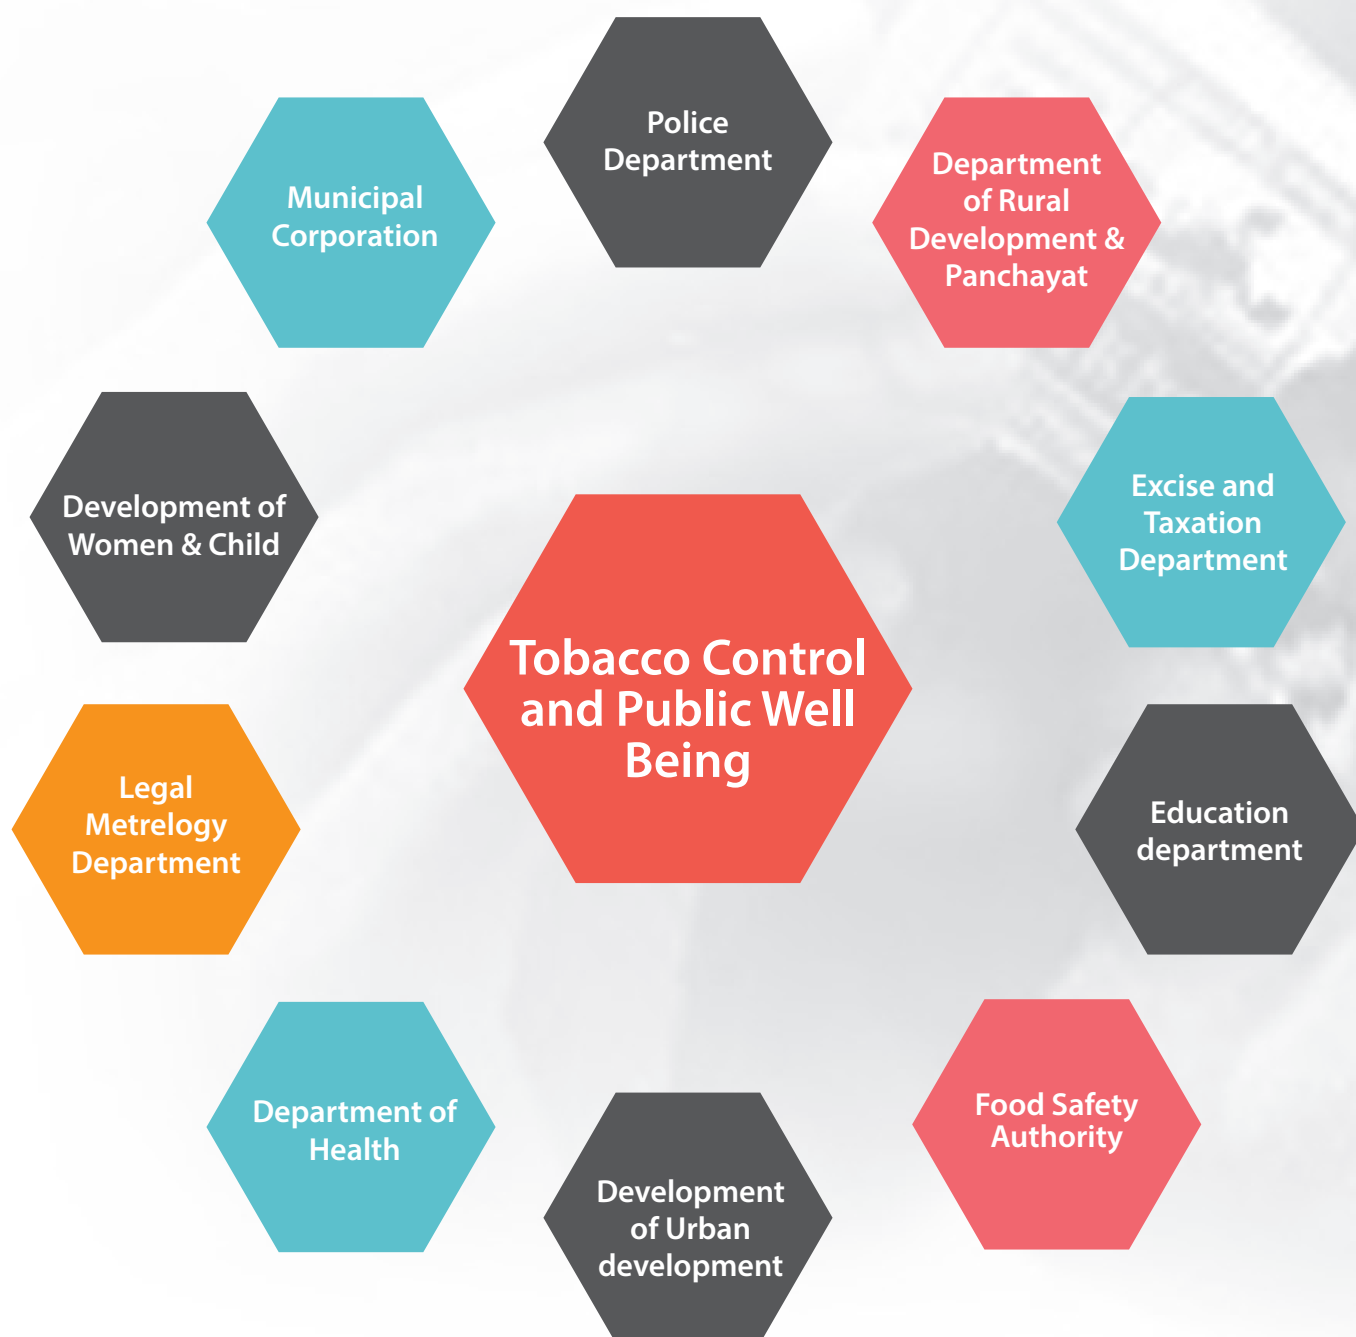 Police
Department
Municipal
Corporation
Department
of Rural
Development &
Panchayat
Development of
Women & Child
Excise and
Taxation
Department
Tobacco Control
and Public Well
Being
Legal
Metrelogy
Department
Education
department
Department of
Health
Food Safety
Authority
Development
of Urban
development